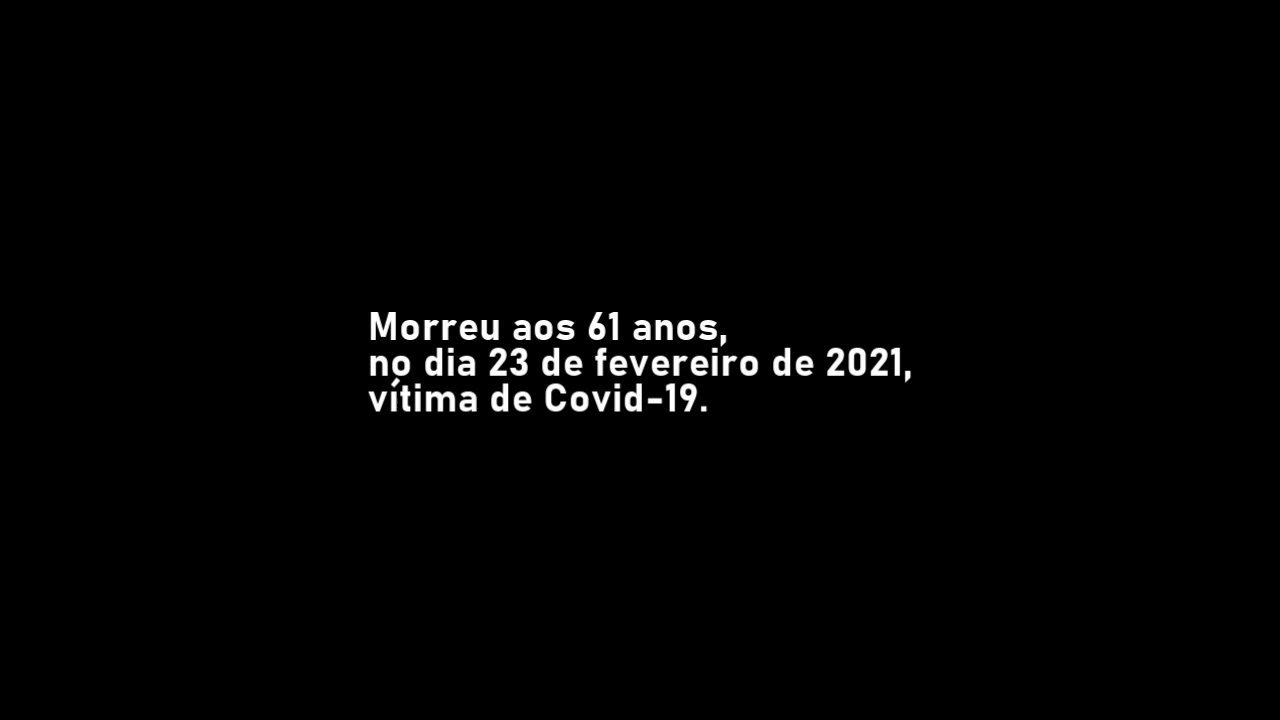 Morreu aos 61 anos,
no dia 23 de fevereiro de 2021,
vítima de Covid-19.